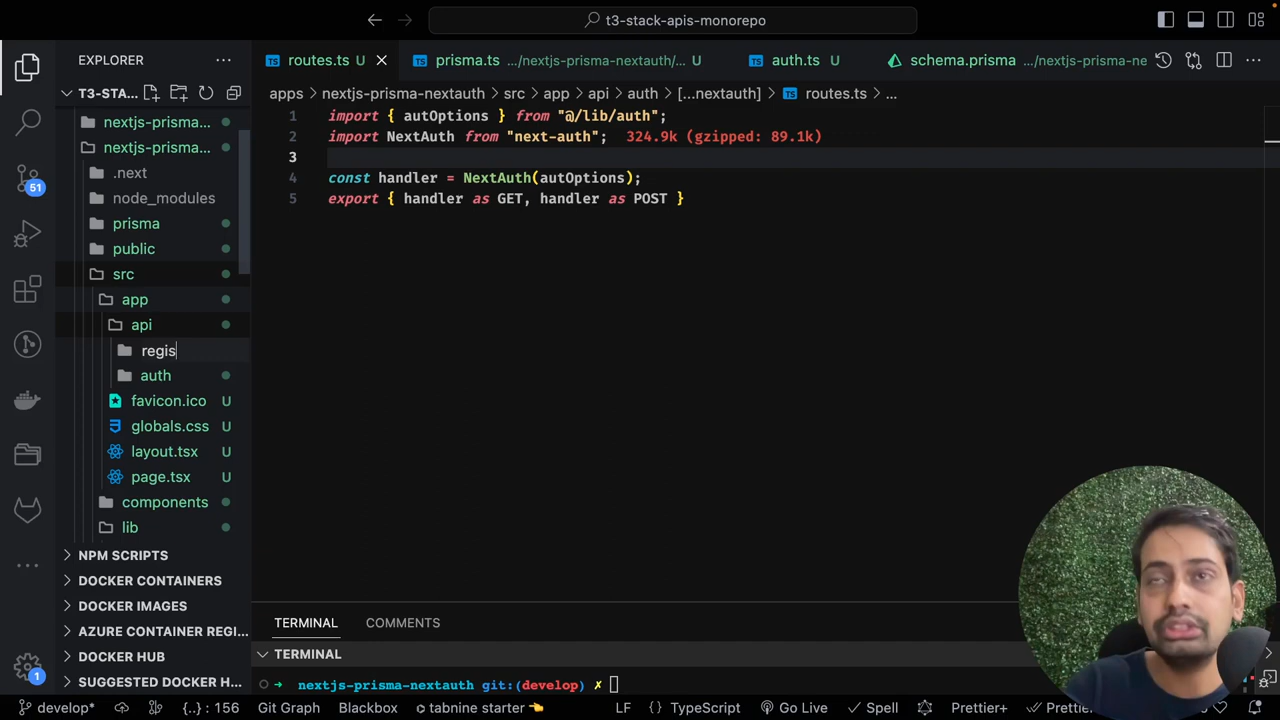 t3-stack-apis-monorepo
EXPLORER
T3-STA...
nextjs-prisma...
nextjs-prisma...
.next
node_modules
prisma
public
src
app
api
regis
auth
favicon.ico U
globals.css U
layout.tsx U
page.tsx U
components
lib
NPM SCRIPTS
DOCKER CONTAINERS
DOCKER IMAGES
AZURE CONTAINER REGI...
DOCKER HUB
SUGGESTED DOCKER H...
51
1
routes.ts U
prisma.ts .../nextjs-prisma-nextauth/... U
auth.ts U
schema.prisma .../nextjs-prisma-ne
apps > nextjs-prisma-nextauth > src > app > api > auth > [...nextauth] > routes.ts > ...
1 import { autOptions } from "@/lib/auth";
2 import NextAuth from "next-auth"; 324.9k (gzipped: 89.1k)
3
4 const handler = NextAuth(autOptions);
5 export { handler as GET, handler as POST }
TERMINAL COMMENTS
TERMINAL
nextjs-prisma-nextauth git:(develop) ✗
develop* {..} : 156 Git Graph Blackbox tabnine starter LF {} TypeScript Go Live Spell Prettier+ Prettier